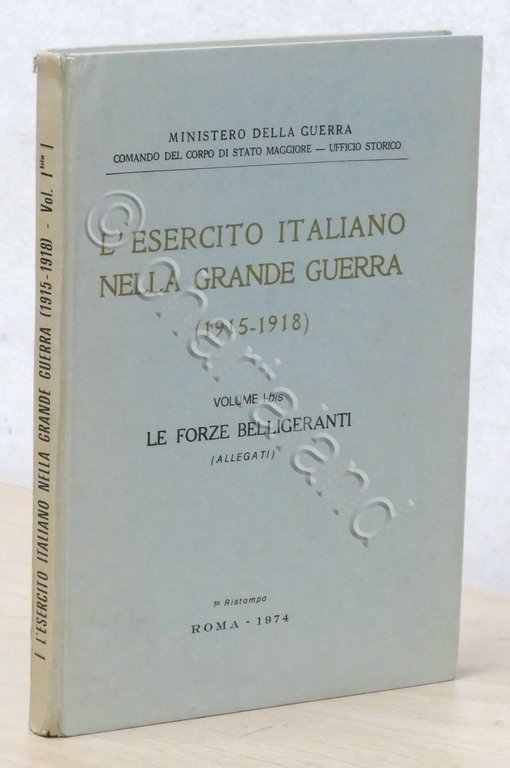 MINISTERO DELLA GUERRA
COMANDO DEL CORPO DI STATO MAGGIORE — UFFICIO STORICO
L'ESERCITO ITALIANO
NELLA GRANDE GUERRA
(1915-1918)
VOLUME I-bis
LE FORZE BELLIGERANTI
(ALLEGATI)
1ª Ristampa
ROMA - 1974
L'ESERCITO ITALIANO NELLA GRANDE GUERRA (1915-1918) - Vol. I bis
© chartaland